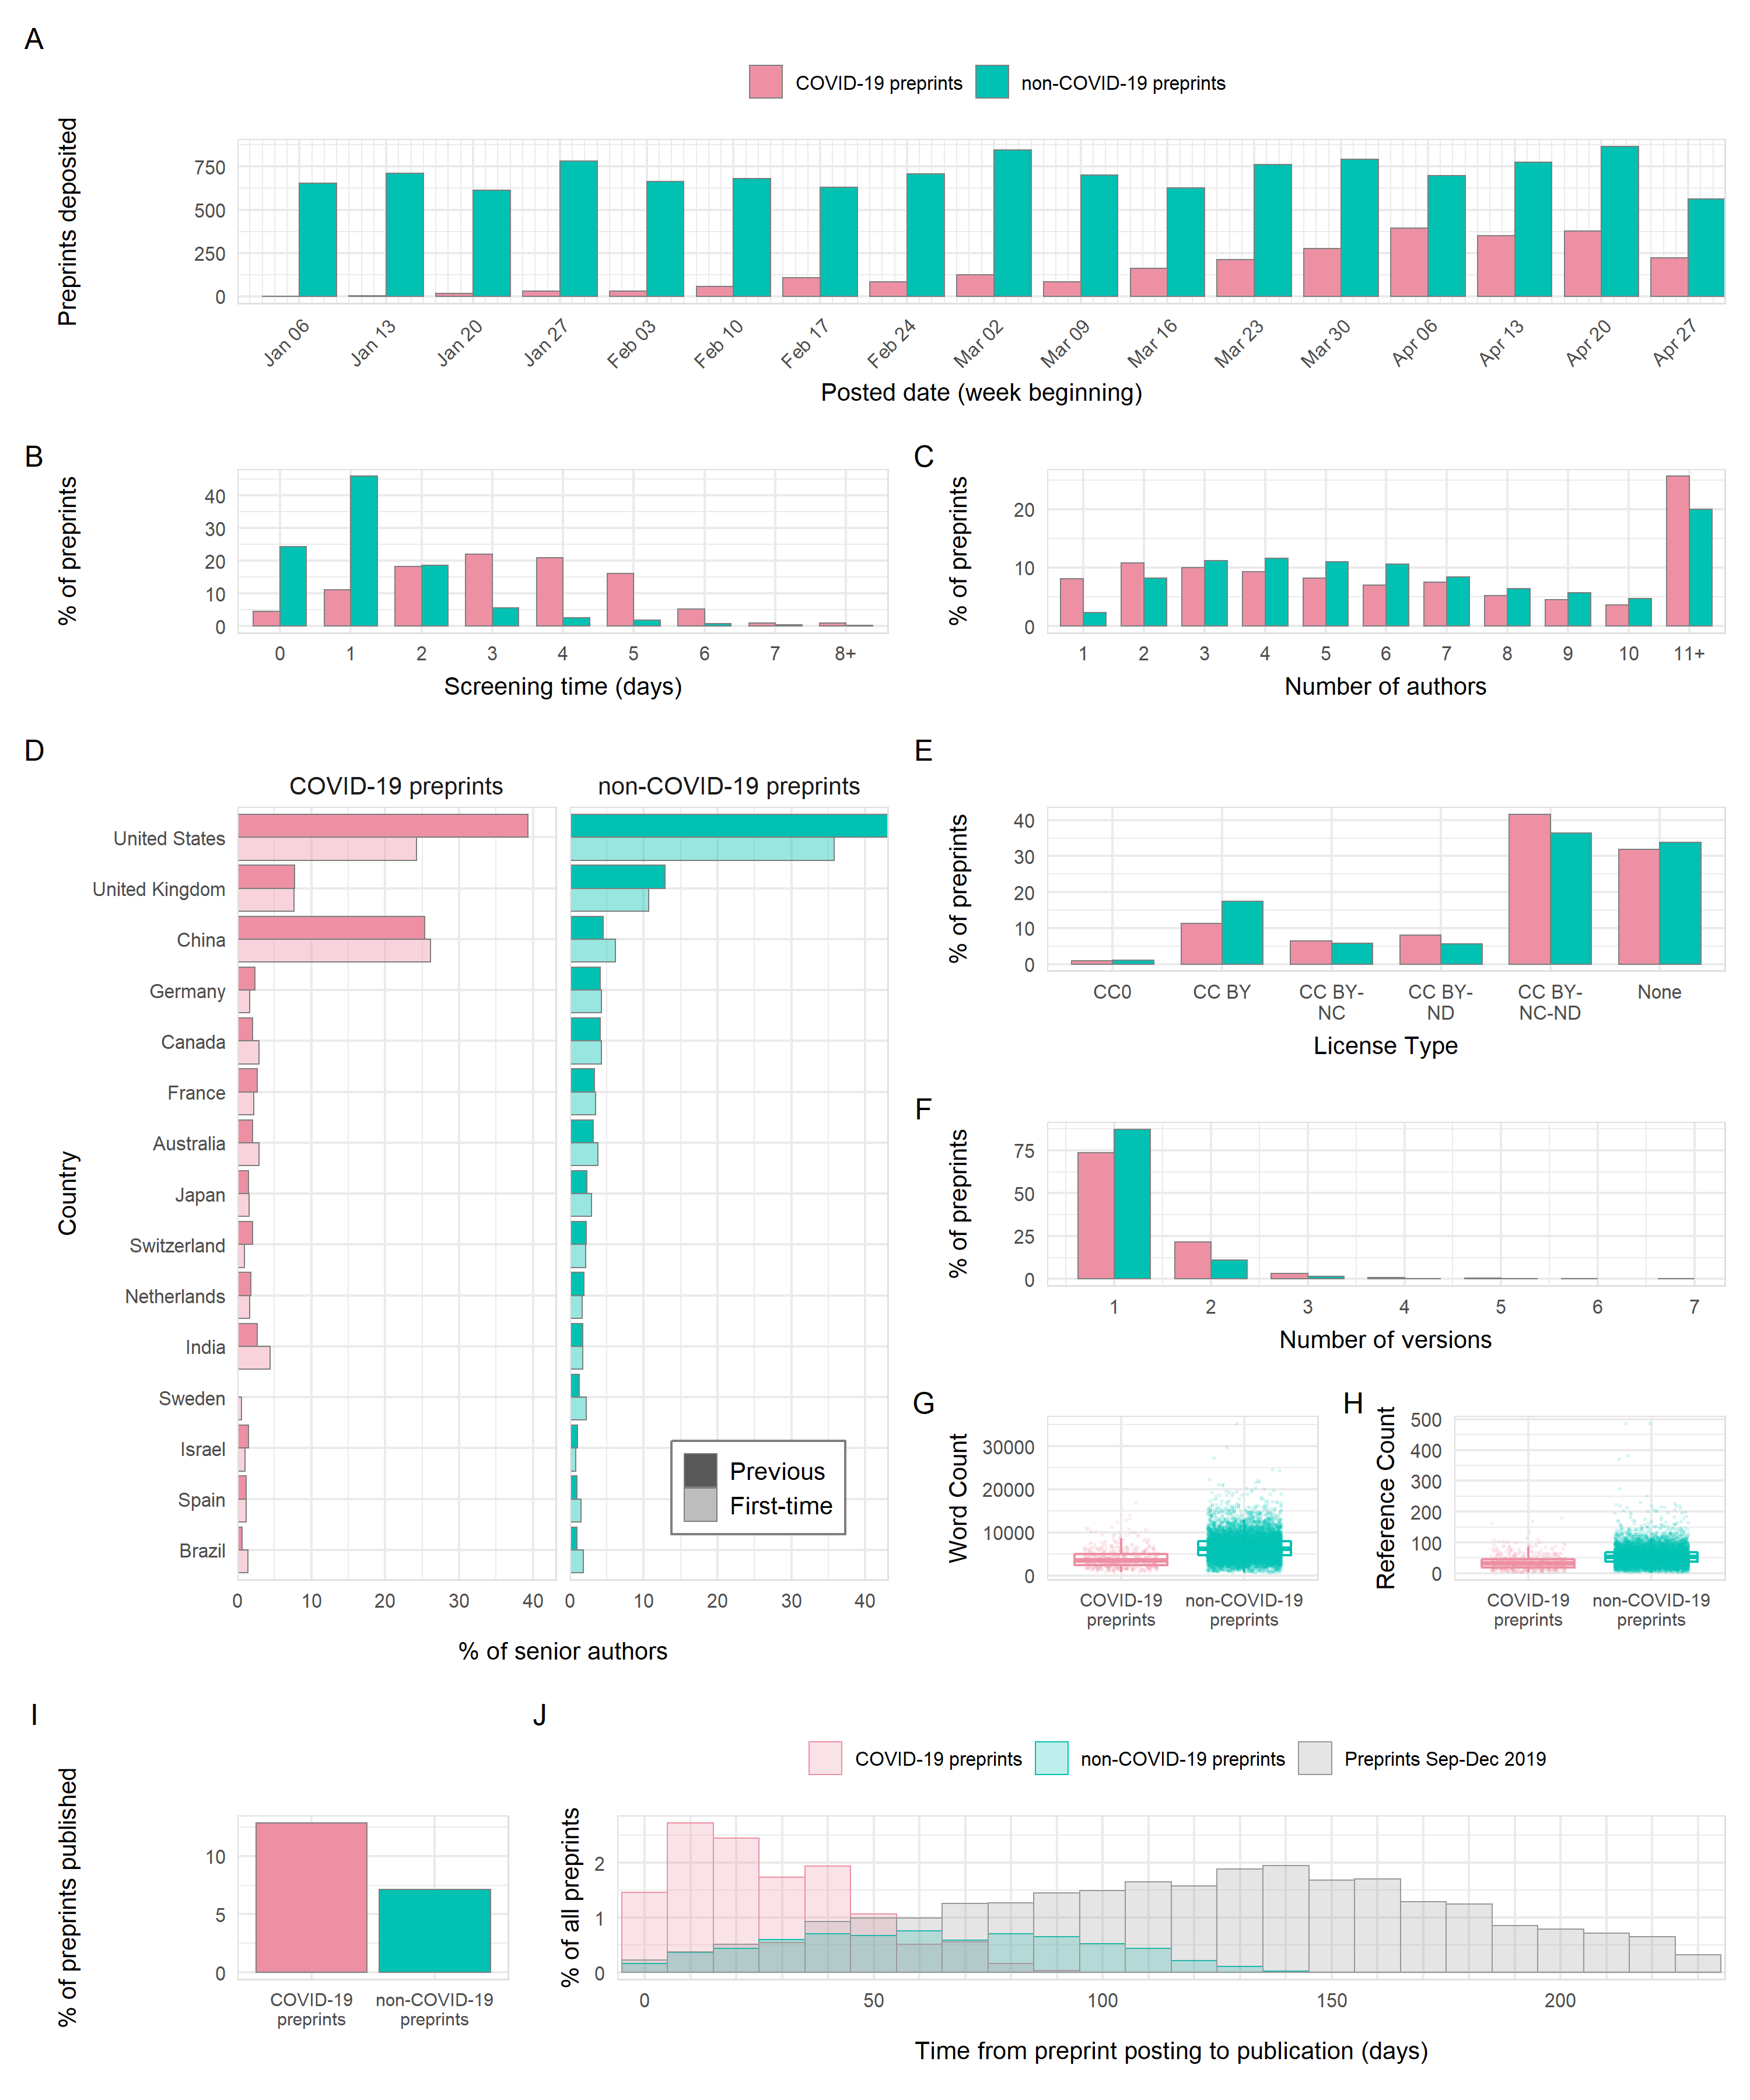 A
COVID-19 preprints non-COVID-19 preprints
Preprints deposited
750
500
250
0
Jan 06 Jan 13 Jan 20 Jan 27 Feb 03 Feb 10 Feb 17 Feb 24 Mar 02 Mar 09 Mar 16 Mar 23 Mar 30 Apr 06 Apr 13 Apr 20 Apr 27
Posted date (week beginning)
B
% of preprints
40
30
20
10
0
0 1 2 3 4 5 6 7 8+
Screening time (days)
C
% of preprints
20
10
0
1 2 3 4 5 6 7 8 9 10 11+
Number of authors
D
COVID-19 preprints non-COVID-19 preprints
Country
United States
United Kingdom
China
Germany
Canada
France
Australia
Japan
Switzerland
Netherlands
India
Sweden
Israel
Spain
Brazil
Previous
First-time
0 10 20 30 40 0 10 20 30 40
% of senior authors
E
% of preprints
40
30
20
10
0
CC0 CC BY CC BY- CC BY- CC BY- None
NC ND NC-ND
License Type
F
% of preprints
75
50
25
0
1 2 3 4 5 6 7
Number of versions
G
Word Count
30000
20000
10000
0
COVID-19 non-COVID-19
preprints preprints
H
Reference Count
500
400
300
200
100
0
COVID-19 non-COVID-19
preprints preprints
I
% of preprints published
10
5
0
COVID-19 non-COVID-19
preprints preprints
J
COVID-19 preprints non-COVID-19 preprints Preprints Sep-Dec 2019
% of all preprints
2
1
0
0 50 100 150 200
Time from preprint posting to publication (days)